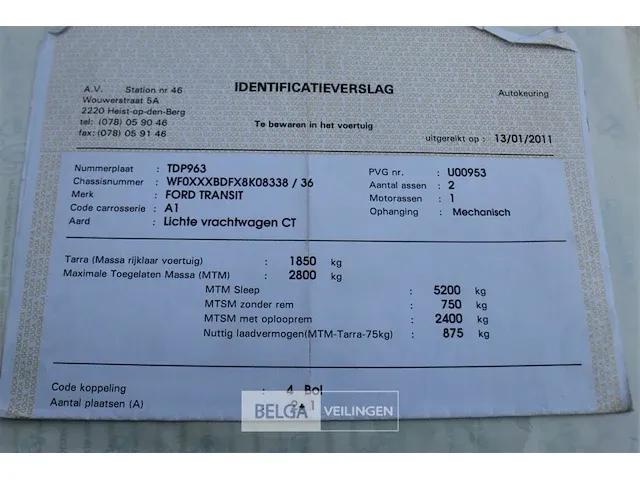 IDENTIFICATIEVERSLAG
A.V. Station nr 46
Wouwerstraat 5A
2220 Heist-op-den-Berg
tel: (078) 05 90 46
fax: (078) 05 91 46
Autokeuring
Te bewaren in het voertuig
uitgereikt op : 13/01/2011
Nummerplaat : TDP963
Chassisnummer : WF0XXXBDFX8K08338 / 36
Merk : FORD TRANSIT
Code carrosserie : A1
Aard : Lichte vrachtwagen CT
PVG nr. : U00953
Aantal assen : 2
Motorassen : 1
Ophanging : Mechanisch
Tarra (Massa rijklaar voertuig) : 1850 kg
Maximale Toegelaten Massa (MTM) : 2800 kg
MTM Sleep : 5200 kg
MTSM zonder rem : 750 kg
MTSM met oplooprem : 2400 kg
Nuttig laadvermogen(MTM-Tarra-75kg) : 875 kg
Code koppeling : 4 Bol
Aantal plaatsen (A)
BELGA VEILINGEN